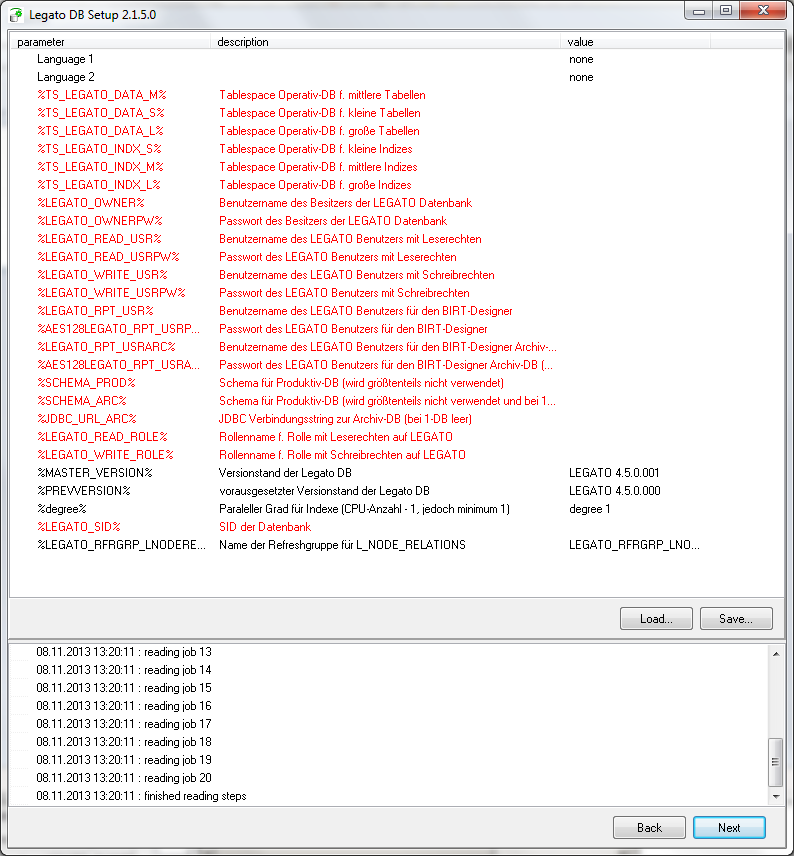 Legato DB Setup 2.1.5.0
parameter description value
Language 1 none
Language 2 none
%TS_LEGATO_DATA_M% Tablespace Operativ-DB f. mittlere Tabellen
%TS_LEGATO_DATA_S% Tablespace Operativ-DB f. kleine Tabellen
%TS_LEGATO_DATA_L% Tablespace Operativ-DB f. große Tabellen
%TS_LEGATO_INDX_S% Tablespace Operativ-DB f. kleine Indizes
%TS_LEGATO_INDX_M% Tablespace Operativ-DB f. mittlere Indizes
%TS_LEGATO_INDX_L% Tablespace Operativ-DB f. große Indizes
%LEGATO_OWNER% Benutzername des Besitzers der LEGATO Datenbank
%LEGATO_OWNERPW% Passwort des Besitzers der LEGATO Datenbank
%LEGATO_READ_USR% Benutzername des LEGATO Benutzers mit Leserechten
%LEGATO_READ_USRPW% Passwort des LEGATO Benutzers mit Leserechten
%LEGATO_WRITE_USR% Benutzername des LEGATO Benutzers mit Schreibrechten
%LEGATO_WRITE_USRPW% Passwort des LEGATO Benutzers mit Schreibrechten
%LEGATO_RPT_USR% Benutzername des LEGATO Benutzers für den BIRT-Designer
%AES128LEGATO_RPT_USRP... Passwort des LEGATO Benutzers für den BIRT-Designer
%LEGATO_RPT_USRARC% Benutzername des LEGATO Benutzers für den BIRT-Designer Archiv-...
%AES128LEGATO_RPT_USRA... Passwort des LEGATO Benutzers für den BIRT-Designer Archiv-DB (...
%SCHEMA_PROD% Schema für Produktiv-DB (wird größtenteils nicht verwendet)
%SCHEMA_ARC% Schema für Produktiv-DB (wird größtenteils nicht verwendet und bei 1...
%JDBC_URL_ARC% JDBC Verbindungsstring zur Archiv-DB (bei 1-DB leer)
%LEGATO_READ_ROLE% Rollenname f. Rolle mit Leserechten auf LEGATO
%LEGATO_WRITE_ROLE% Rollenname f. Rolle mit Schreibrechten auf LEGATO
%MASTER_VERSION% Versionstand der Legato DB LEGATO 4.5.0.001
%PREVVERSION% vorausgesetzter Versionstand der Legato DB LEGATO 4.5.0.000
%degree% Paraleller Grad für Indexe (CPU-Anzahl - 1, jedoch minimum 1) degree 1
%LEGATO_SID% SID der Datenbank
%LEGATO_RFRGRP_LNODERE... Name der Refreshgruppe für L_NODE_RELATIONS LEGATO_RFRGRP_LNO...
Load... Save...
08.11.2013 13:20:11 : reading job 13
08.11.2013 13:20:11 : reading job 14
08.11.2013 13:20:11 : reading job 15
08.11.2013 13:20:11 : reading job 16
08.11.2013 13:20:11 : reading job 17
08.11.2013 13:20:11 : reading job 18
08.11.2013 13:20:11 : reading job 19
08.11.2013 13:20:11 : reading job 20
08.11.2013 13:20:11 : finished reading steps
Back Next